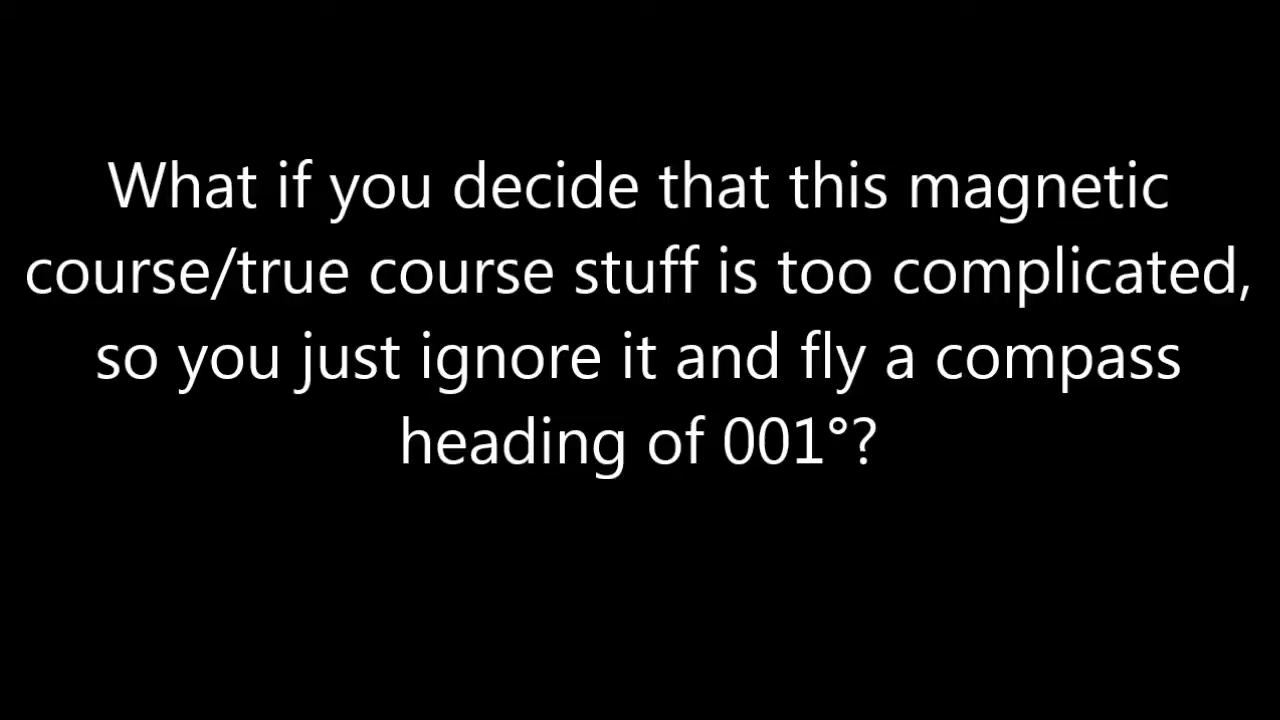 What if you decide that this magnetic
course/true course stuff is too complicated,
so you just ignore it and fly a compass
heading of 001°?